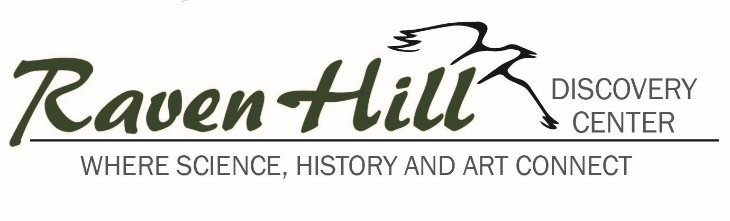 Raven Hill
DISCOVERY
CENTER
WHERE SCIENCE, HISTORY AND ART CONNECT